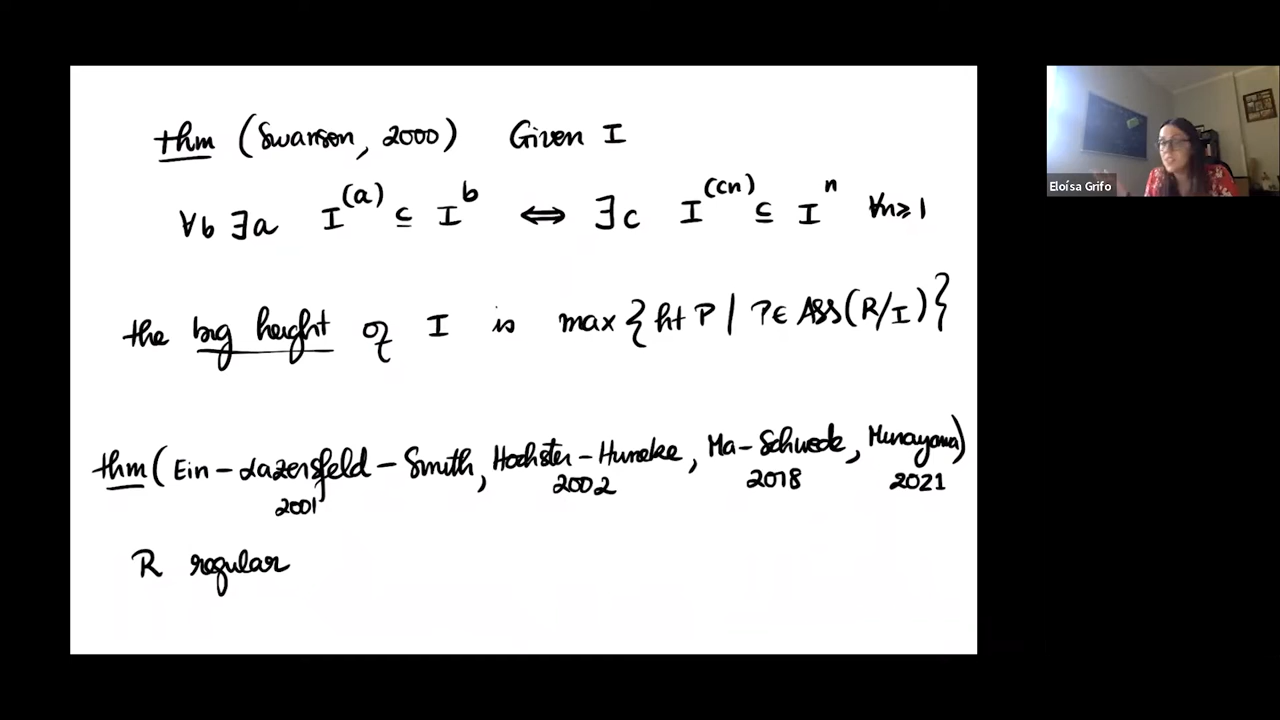 thm (Swanson, 2000) Given I
∀b ∃a I^(a) ⊆ I^b ⟺ ∃c I^(cn) ⊆ I^n ∀n≥1
the big height of I is max{ht P | P∈ Ass(R/I)}
thm (Ein-Lazersfeld-Smith, Hochster-Huneke, Ma-Schwede, Murayama)
2001 2002 2018 2021
R regular
Eloísa Grifo